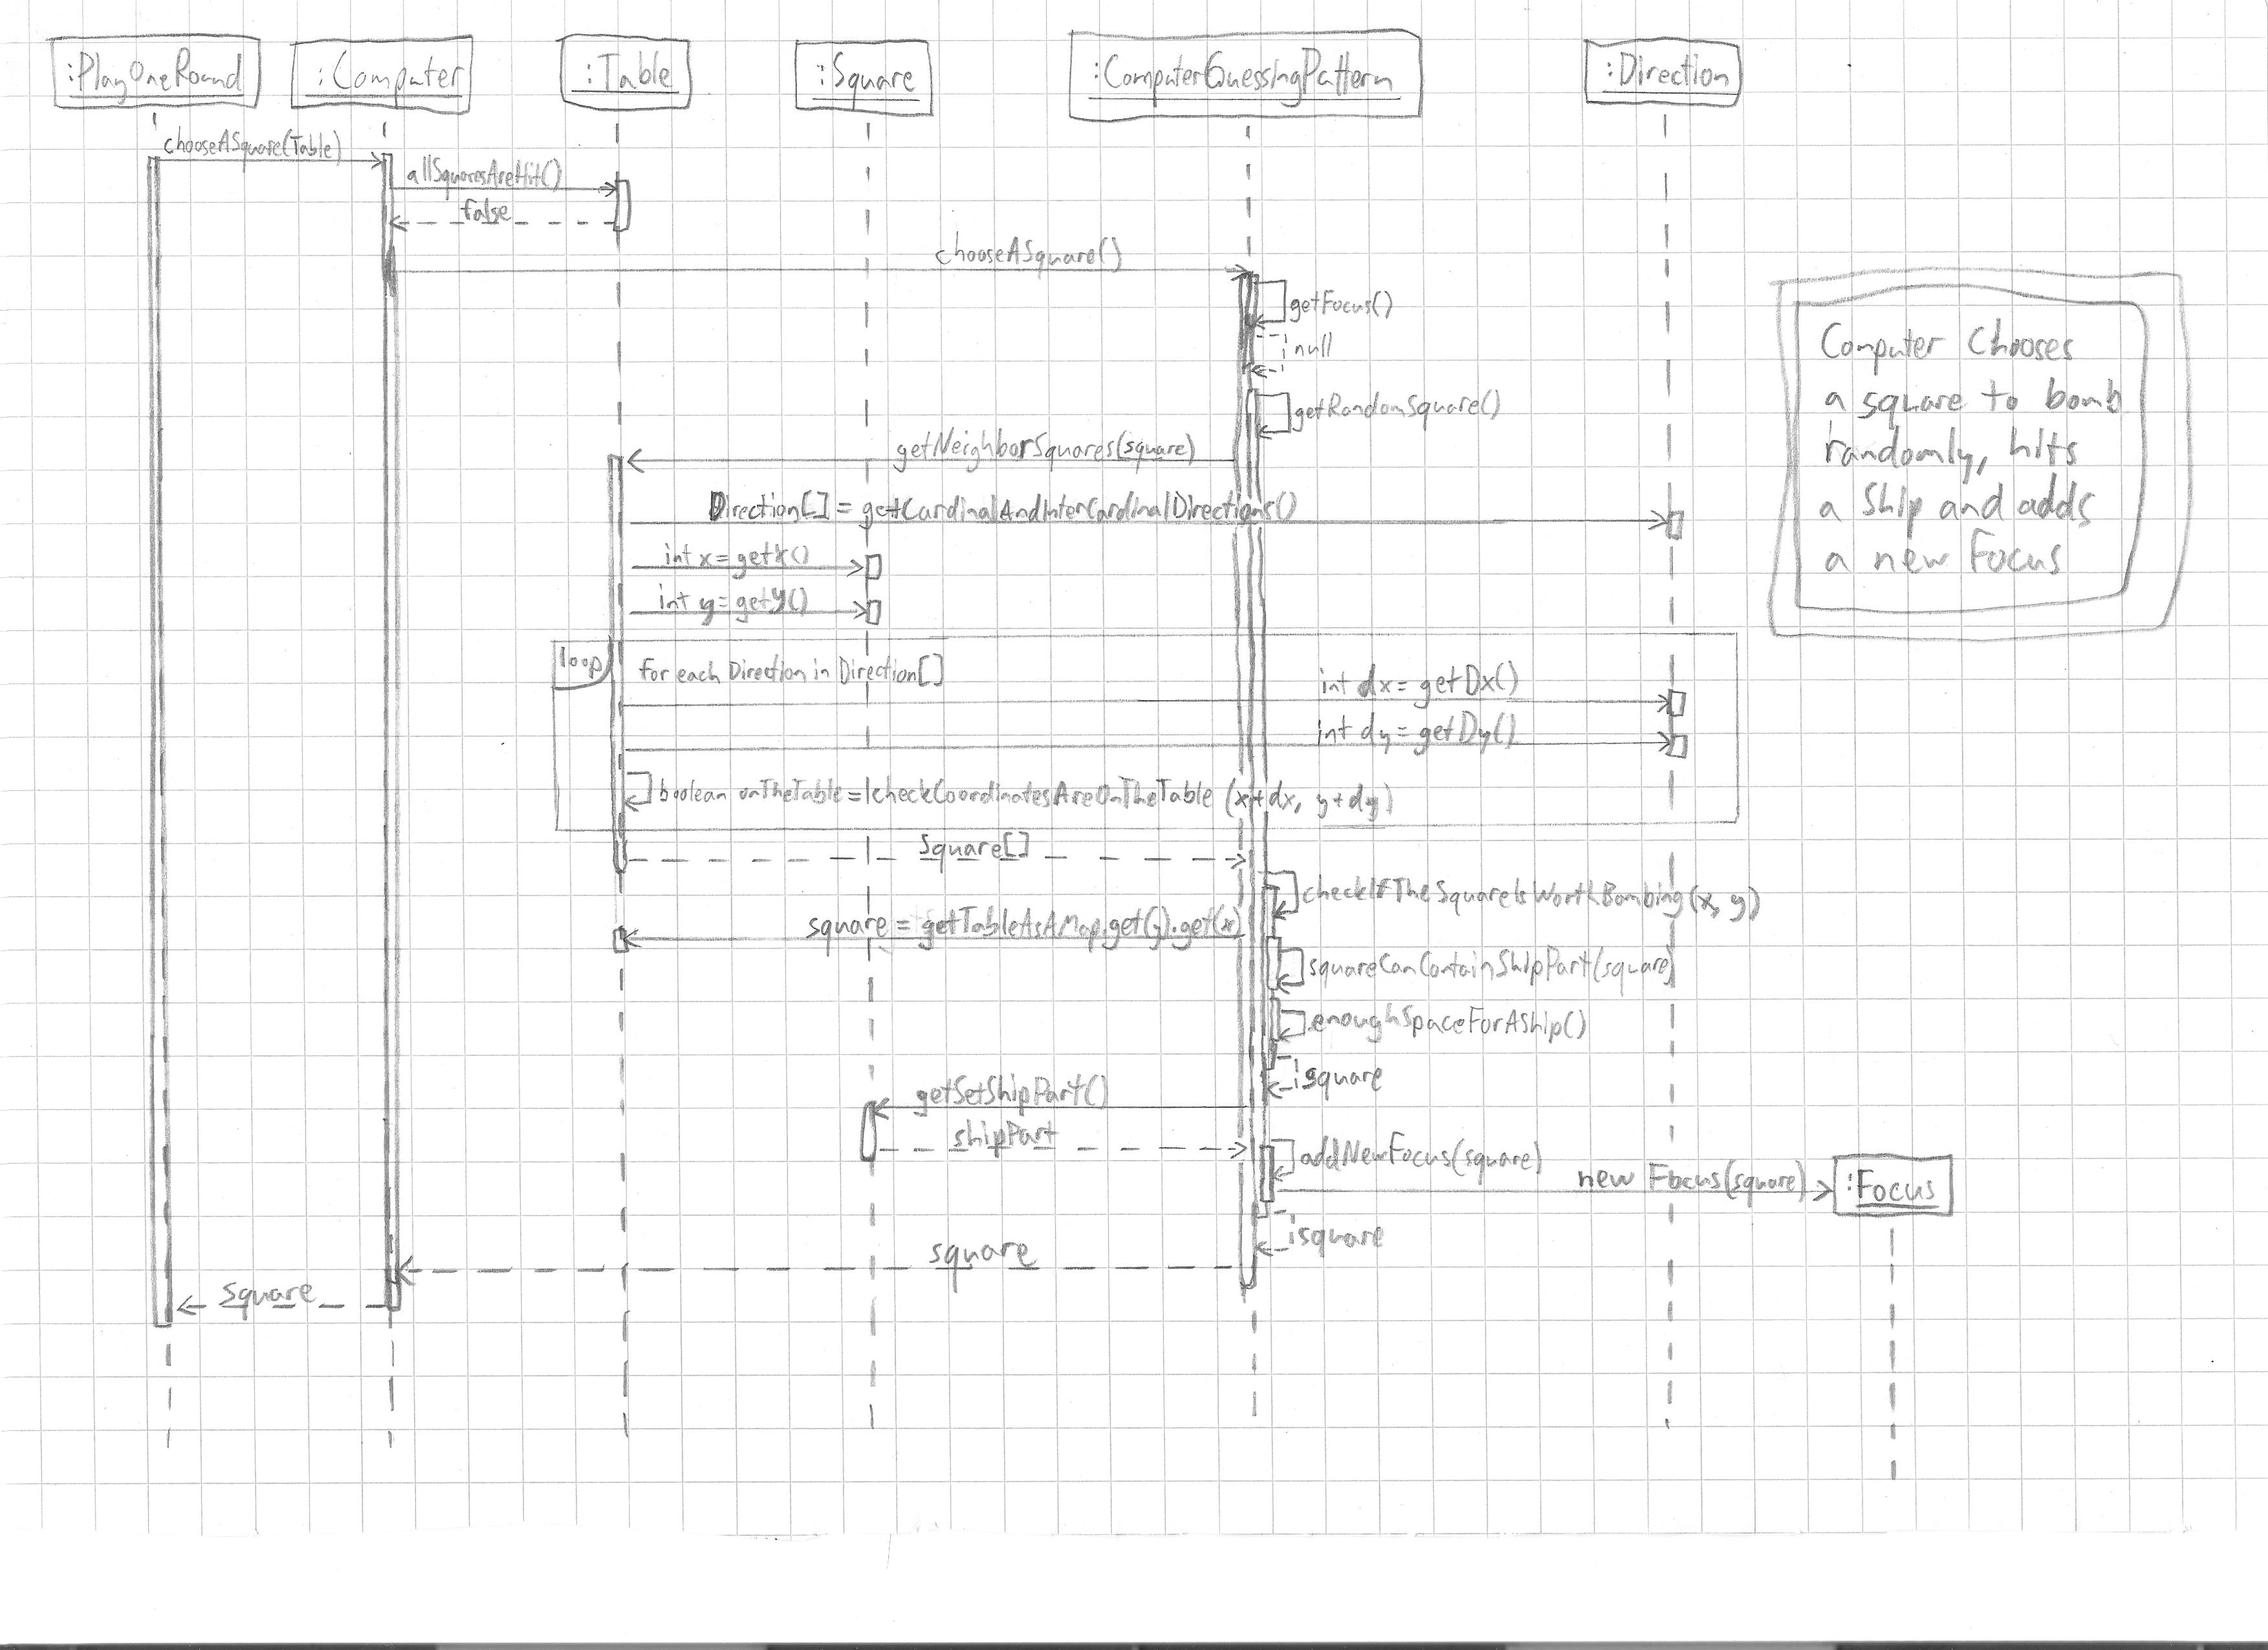 :PlayOneRound
:Computer
:Table
:Square
:ComputerGuessingPattern
:Direction
chooseASquare(Table)
allSquaresAreHit()
false
chooseASquare()
getFocus()
null
getRandomSquare()
getNeighborSquares(square)
Direction[] = getCardinalAndInterCardinalDirections()
int x = getX()
int y = getY()
loop
for each Direction in Direction[]
int dx = getDx()
int dy = getDy()
boolean onTheTable = checkCoordinatesAreOnTheTable (x+dx, y+dy)
Square[]
checkIfTheSquareIsWorthBombing(x, y)
square = getTableAsAMap.get(y).get(x)
squareCanContainShipPart(square)
enoughSpaceForAShip()
square
getSetShipPart()
shipPart
addNewFocus(square)
new Focus(square)
:Focus
square
square
square
Computer Chooses
a square to bomb
randomly, hits
a Ship and adds
a new Focus